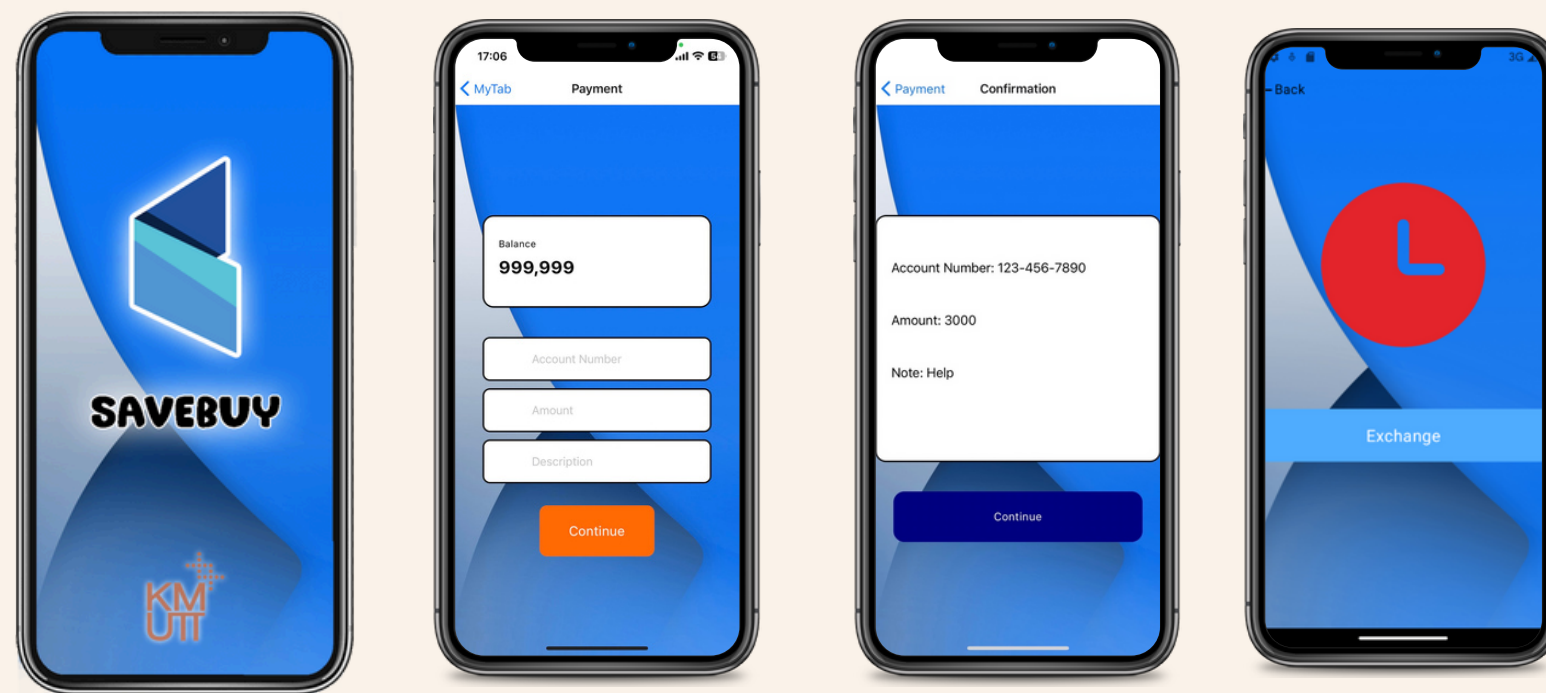 SAVEBUY
KM
UTT
17:06
MyTab
Payment
Balance
999,999
Account Number
Amount
Description
Continue
Payment
Confirmation
Account Number: 123-456-7890
Amount: 3000
Note: Help
Continue
3G
Back
Exchange